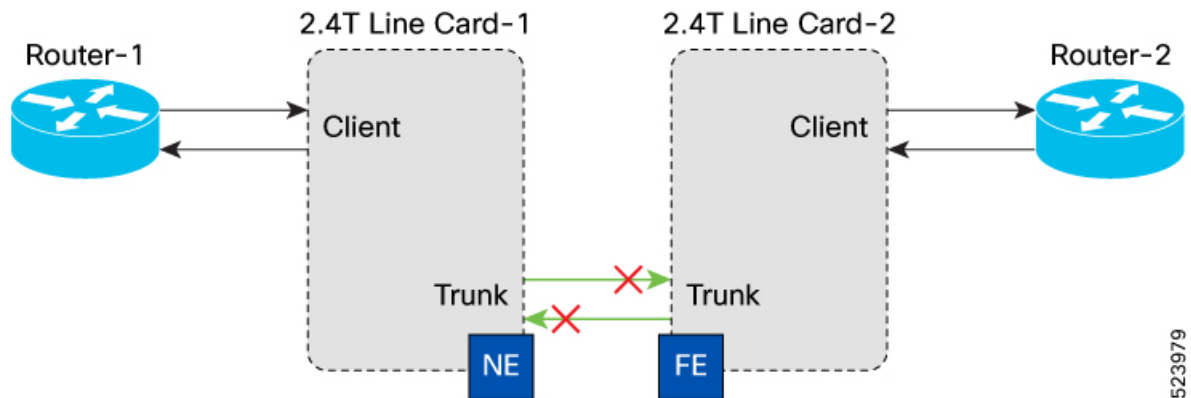 2.4T Line Card-1
2.4T Line Card-2
Router-1
Router-2
Client
Client
Trunk
Trunk
NE
FE
523979